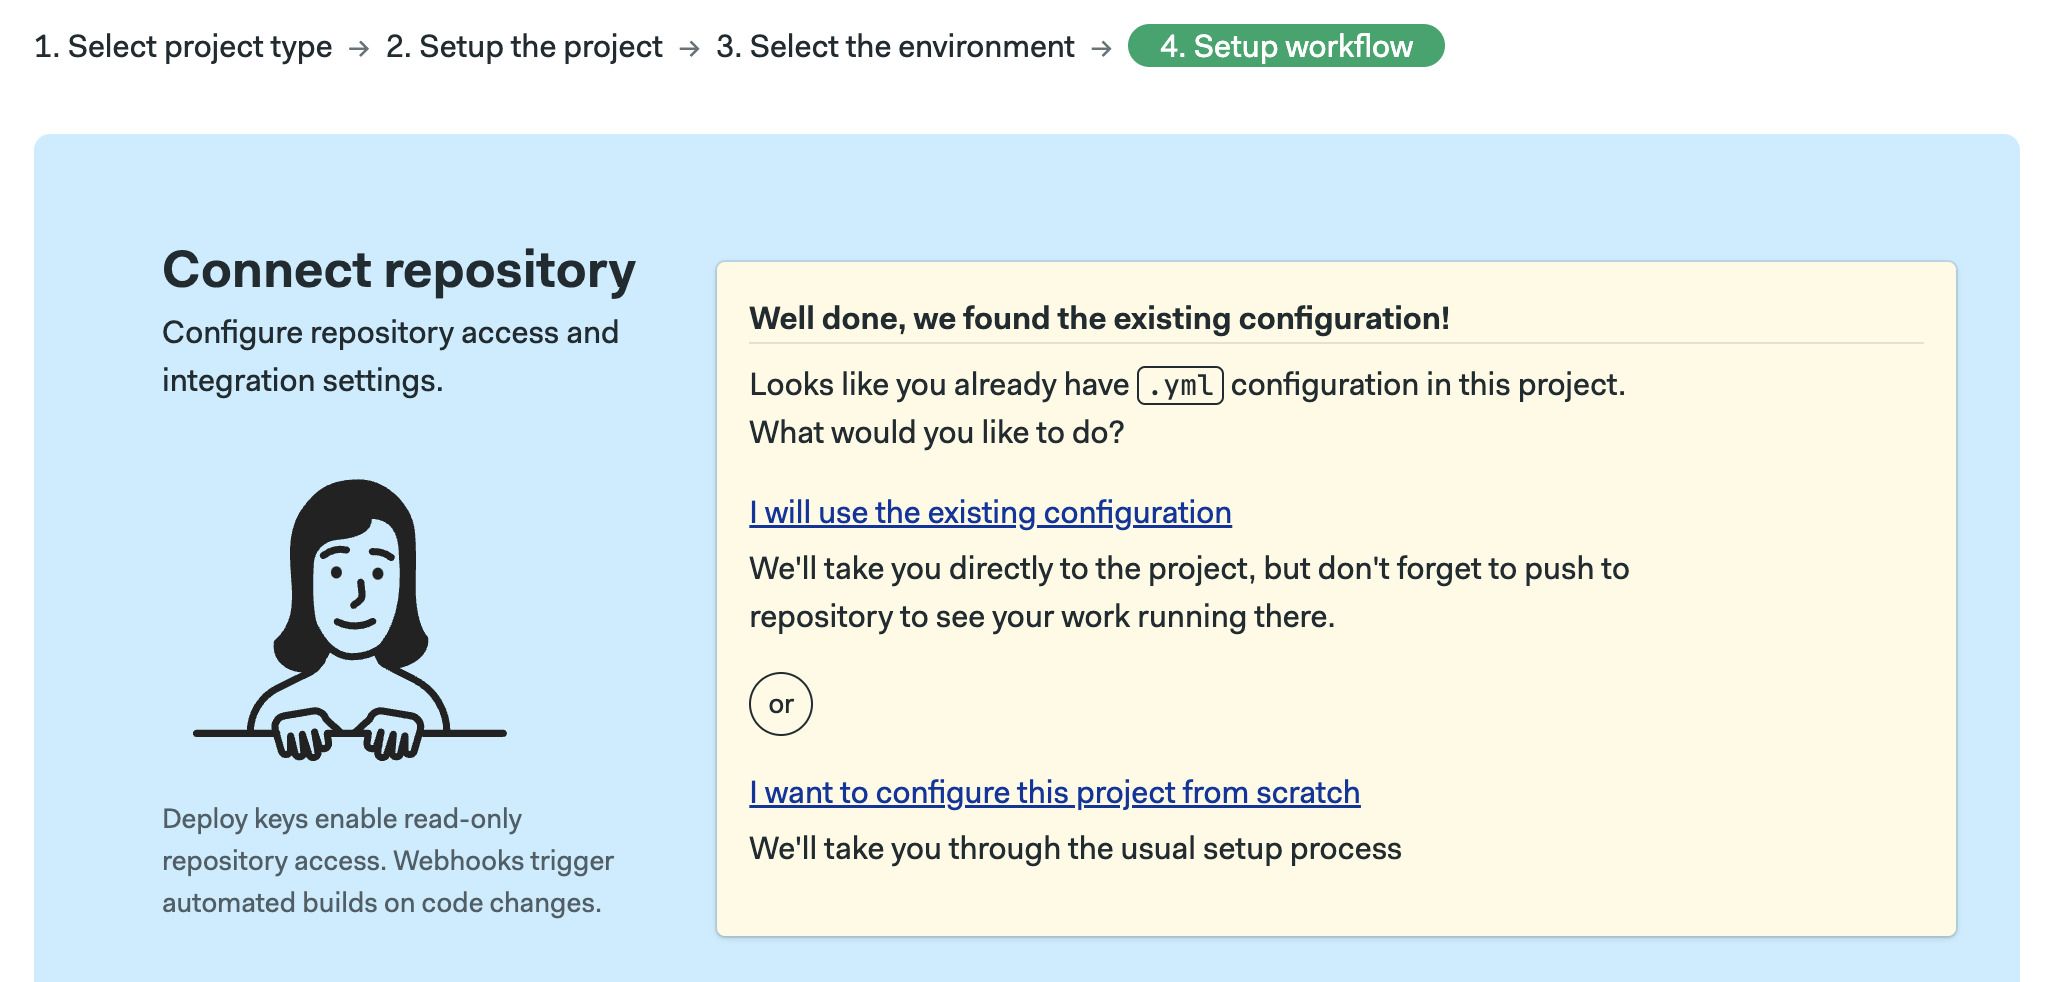 1. Select project type → 2. Setup the project → 3. Select the environment → 4. Setup workflow
Connect repository
Configure repository access and
integration settings.
Deploy keys enable read-only
repository access. Webhooks trigger
automated builds on code changes.
Well done, we found the existing configuration!
Looks like you already have .yml configuration in this project.
What would you like to do?
I will use the existing configuration
We'll take you directly to the project, but don't forget to push to
repository to see your work running there.
or
I want to configure this project from scratch
We'll take you through the usual setup process